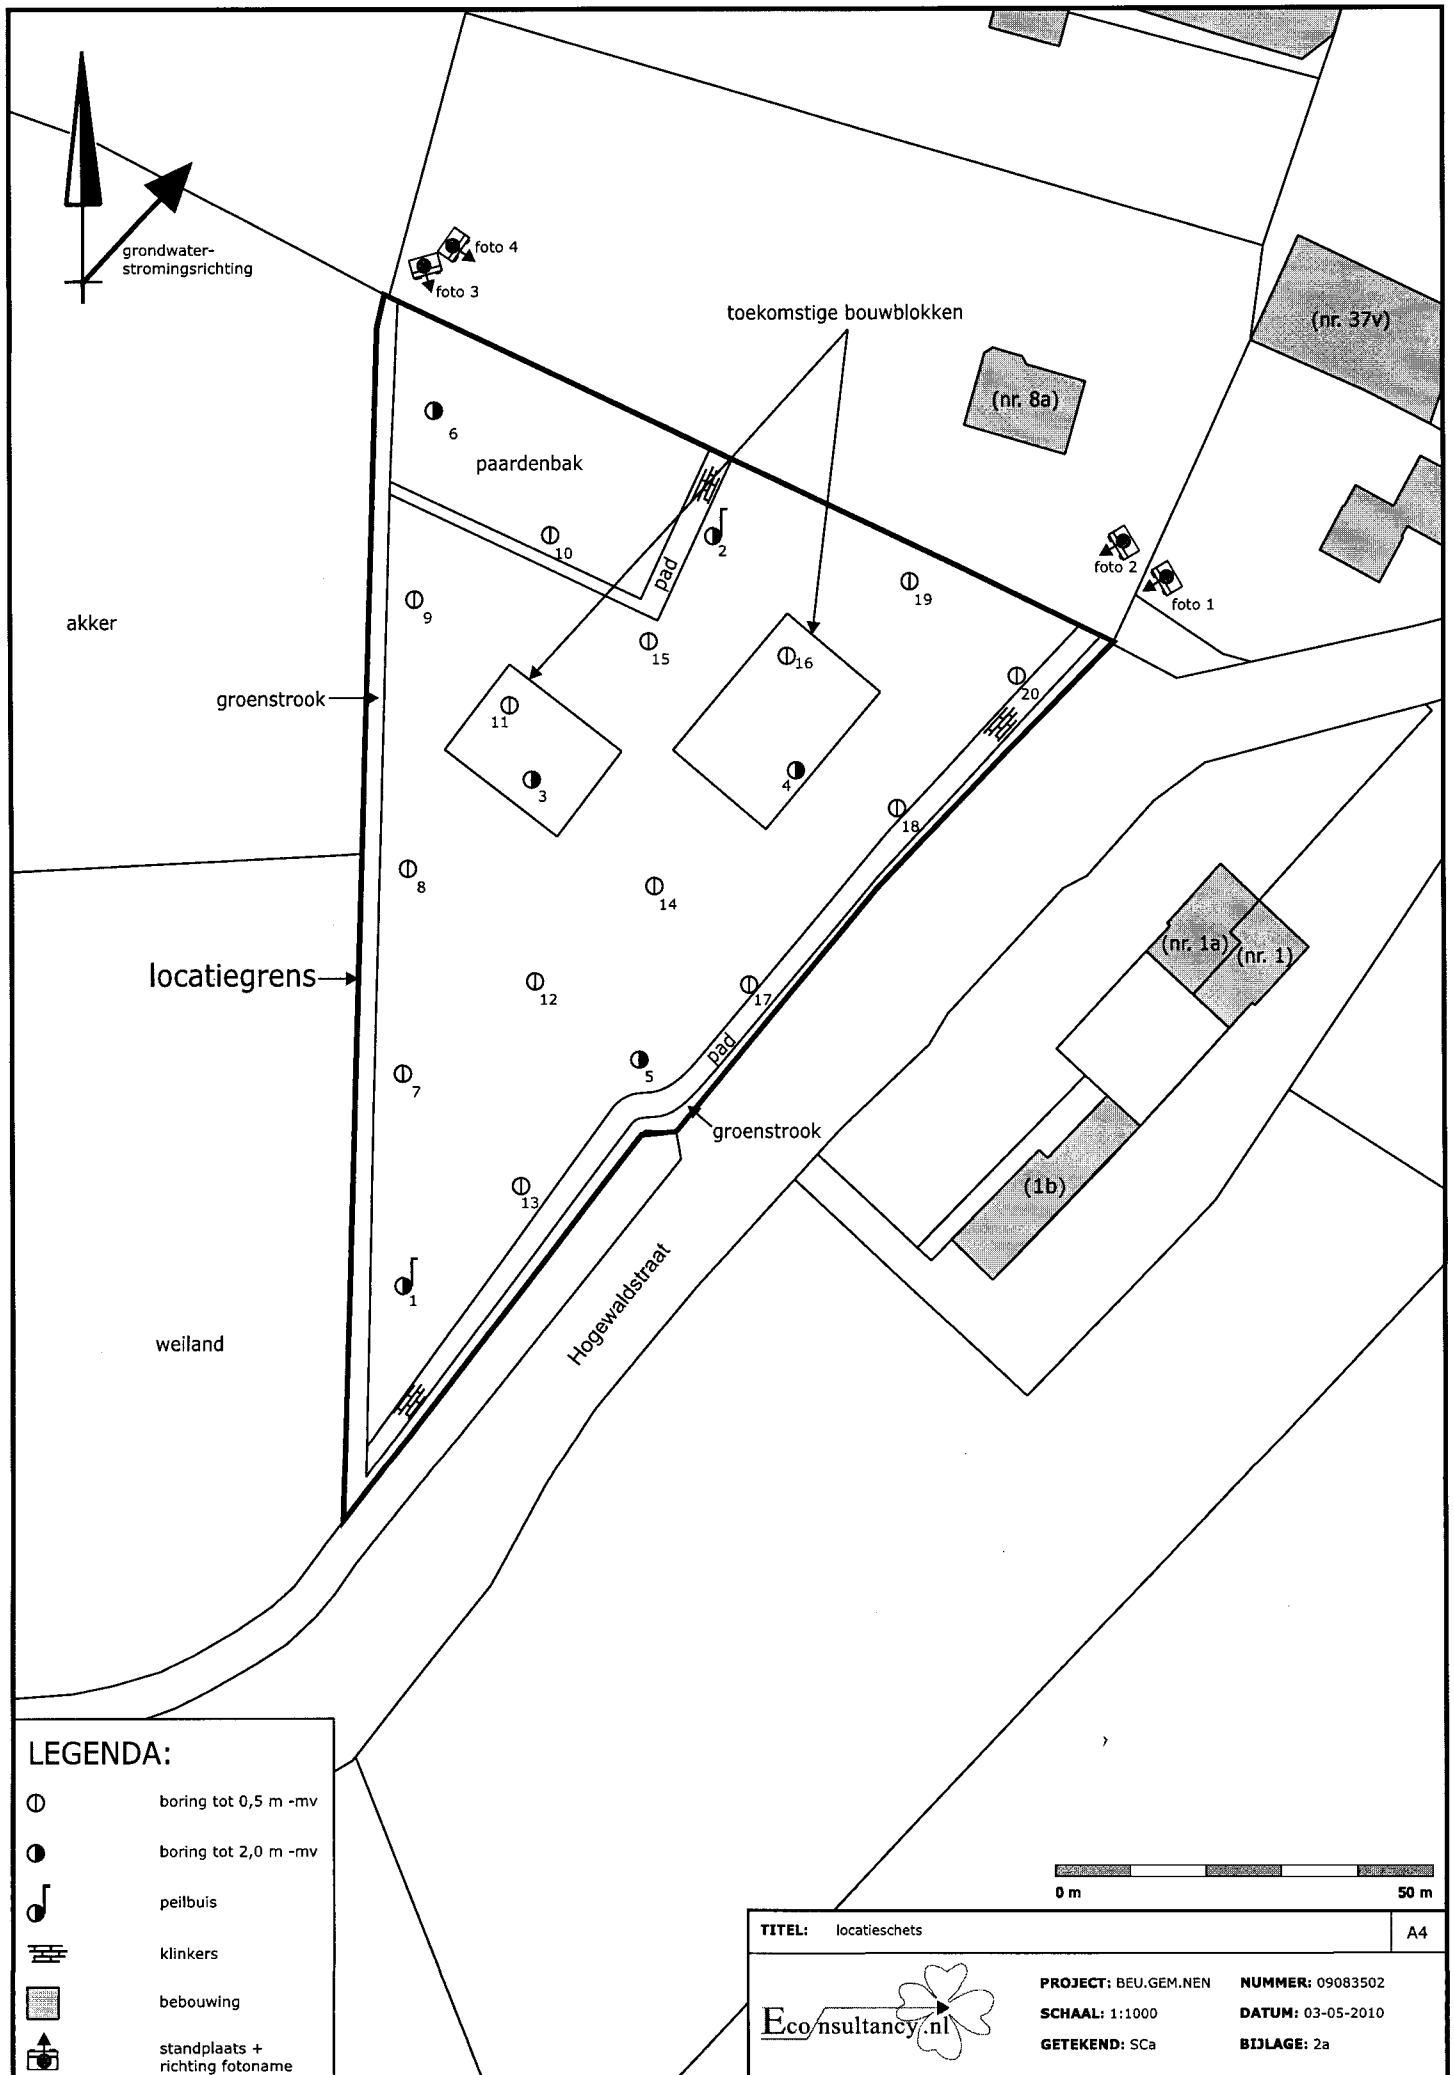 grondwater-
stromingsrichting
foto 4
foto 3
toekomstige bouwblokken
(nr. 37v)
(nr. 8a)
6
paardenbak
10
2
pad
foto 2
foto 1
19
9
akker
15
16
20
groenstrook
11
3
4
18
8
14
(nr. 1a)
(nr. 1)
locatiegrens
12
17
pad
5
7
groenstrook
(1b)
13
Hogewaldstraat
1
weiland
LEGENDA:
boring tot 0,5 m -mv
boring tot 2,0 m -mv
peilbuis
klinkers
bebouwing
standplaats +
richting fotoname
0 m 50 m
TITEL: locatieschets A4
Econsultancy.nl
PROJECT: BEU.GEM.NEN NUMMER: 09083502
SCHAAL: 1:1000 DATUM: 03-05-2010
GETEKEND: SCa BIJLAGE: 2a